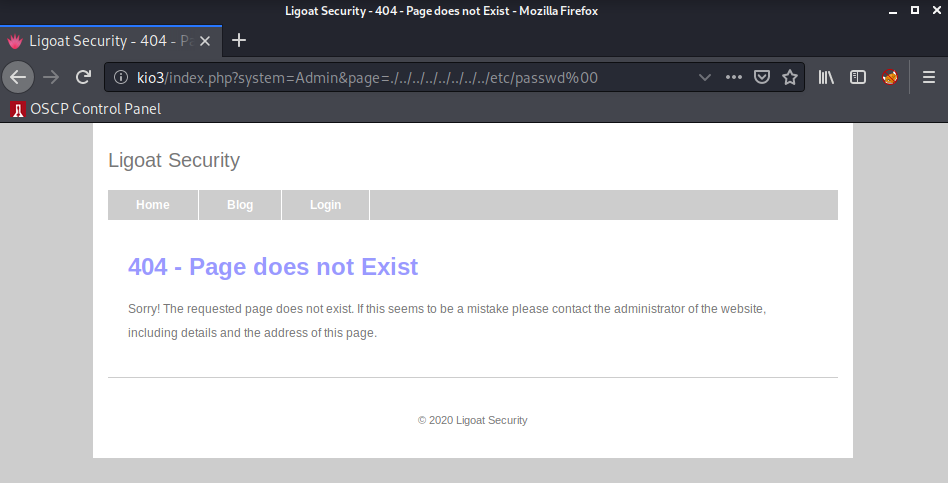 Ligoat Security - 404 - Page does not Exist - Mozilla Firefox
Ligoat Security - 404 - Pa
kio3/index.php?system=Admin&page=./../../../../../../../etc/passwd%00
OSCP Control Panel
Ligoat Security
Home Blog Login
404 - Page does not Exist
Sorry! The requested page does not exist. If this seems to be a mistake please contact the administrator of the website,
including details and the address of this page.
© 2020 Ligoat Security